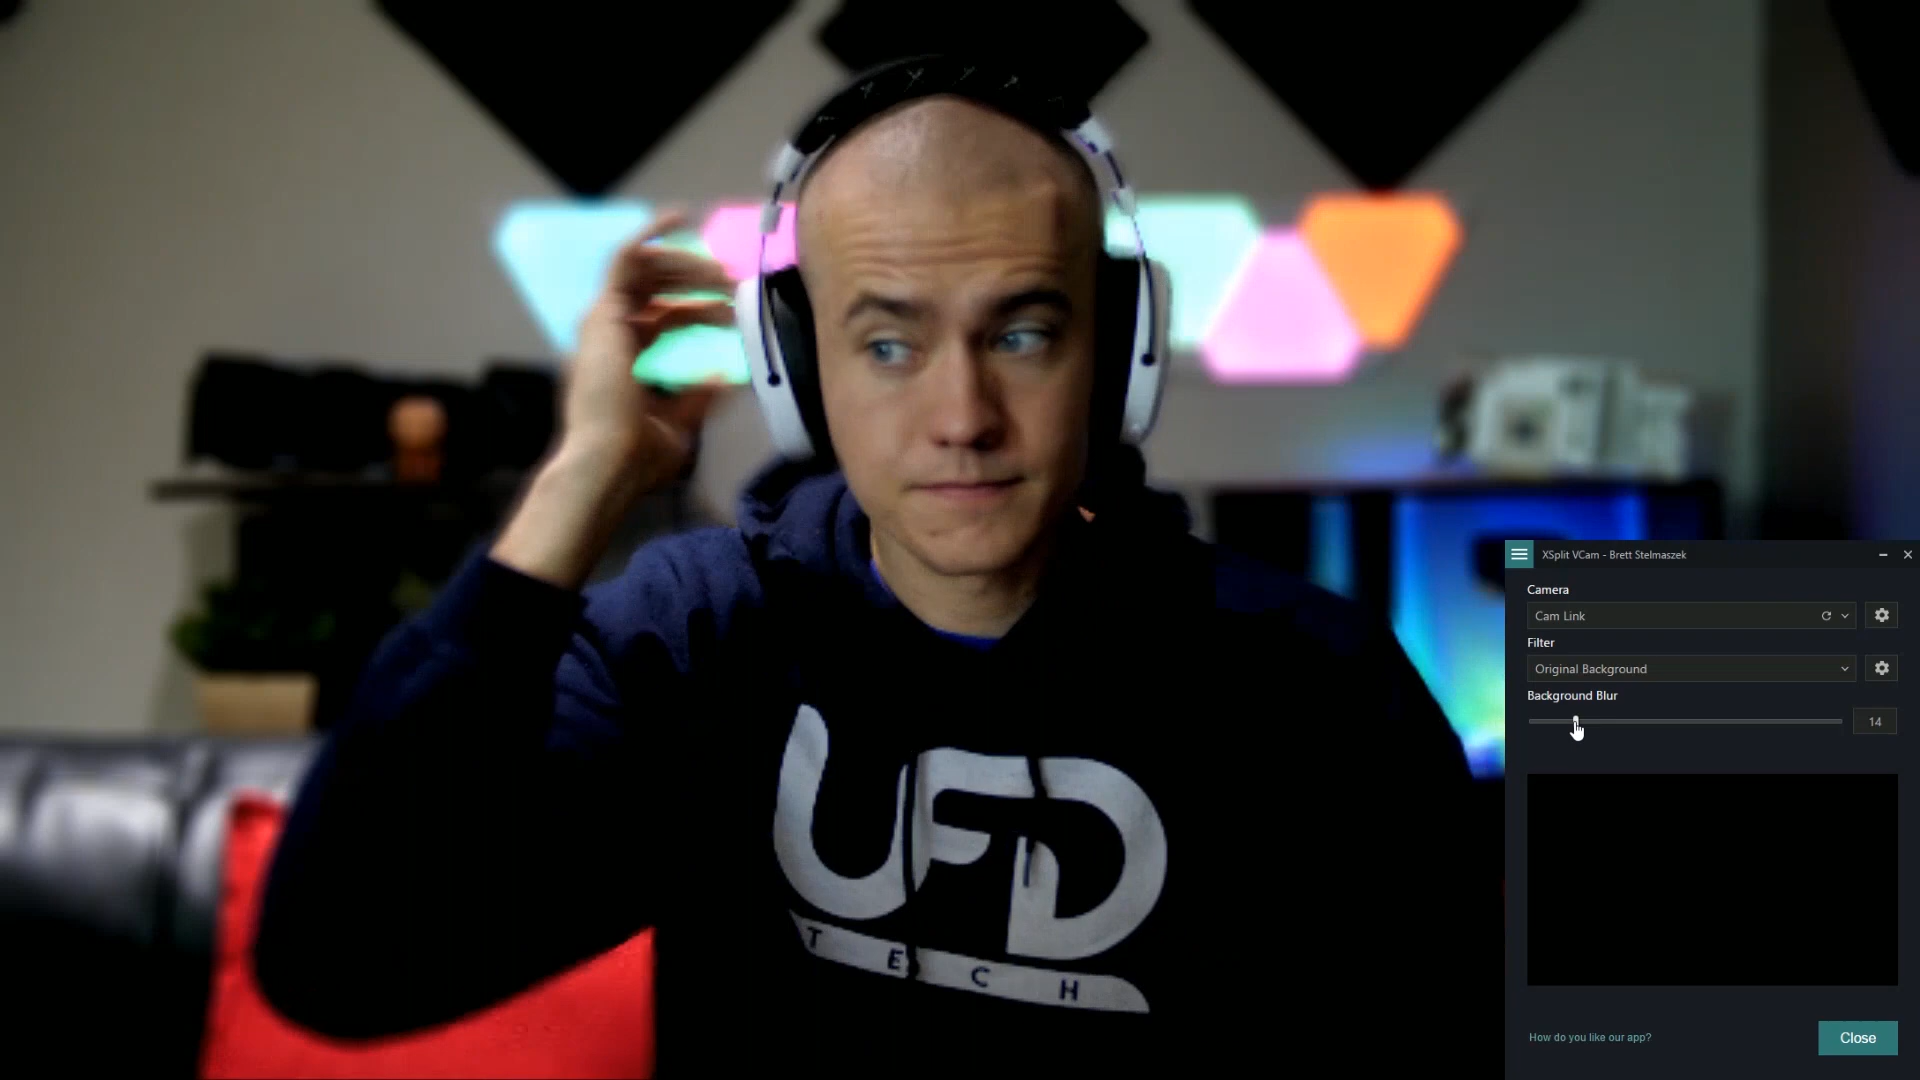 UFD
TECH
XSplit VCam - Brett Stelmaszek
Camera
Cam Link
Filter
Original Background
Background Blur
14
How do you like our app?
Close